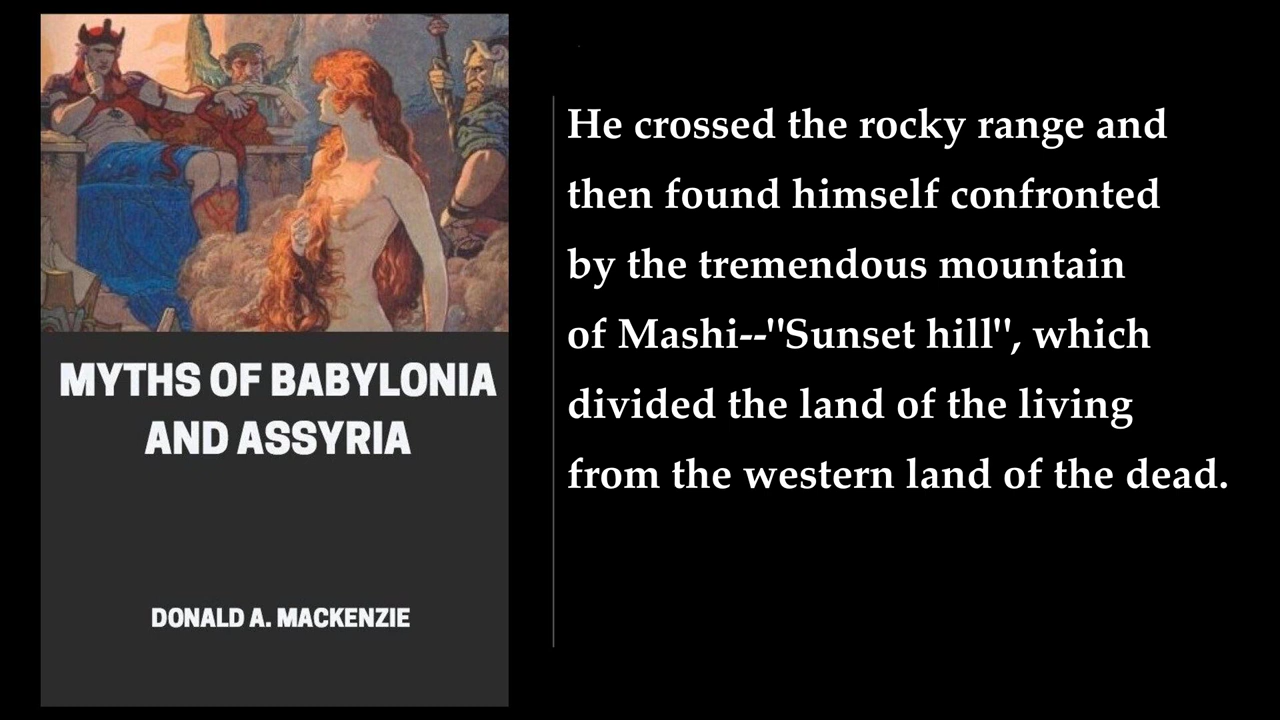 MYTHS OF BABYLONIA
AND ASSYRIA
DONALD A. MACKENZIE
He crossed the rocky range and
then found himself confronted
by the tremendous mountain
of Mashi--"Sunset hill", which
divided the land of the living
from the western land of the dead.